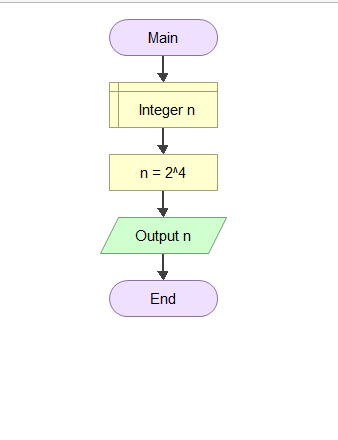 Main
Integer n
n = 2^4
Output n
End